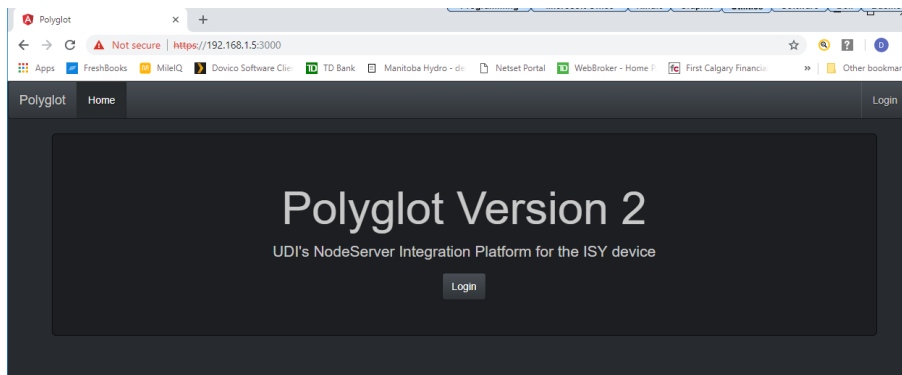 Polyglot
Not secure | https://192.168.1.5:3000
Apps FreshBooks MileIQ Dovico Software Clie TD Bank Manitoba Hydro - de Netset Portal WebBroker - Home P First Calgary Financia » Other bookmar
Polyglot Home Login
Polyglot Version 2
UDI's NodeServer Integration Platform for the ISY device
Login